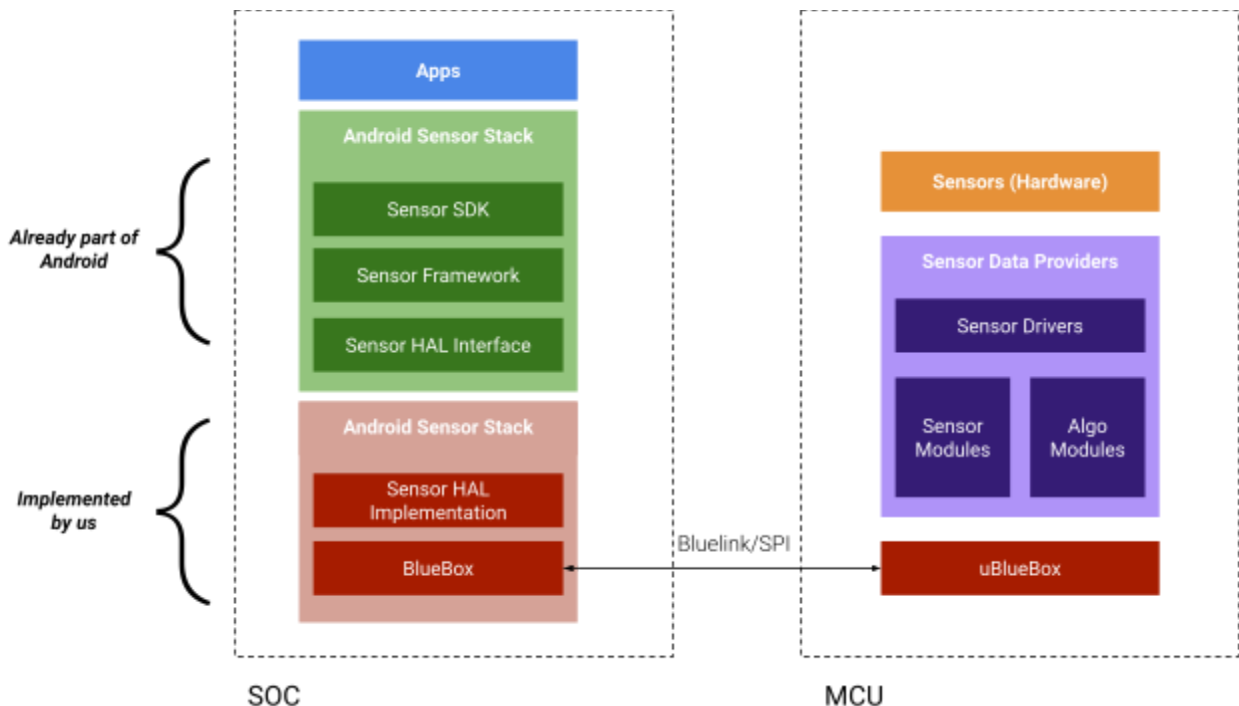 Apps
Android Sensor Stack
Sensor SDK
Sensor Framework
Sensor HAL Interface
Already part of
Android
Android Sensor Stack
Sensor HAL
Implementation
BlueBox
Implemented
by us
Bluelink/SPI
Sensors (Hardware)
Sensor Data Providers
Sensor Drivers
Sensor
Modules
Algo
Modules
uBlueBox
SOC
MCU